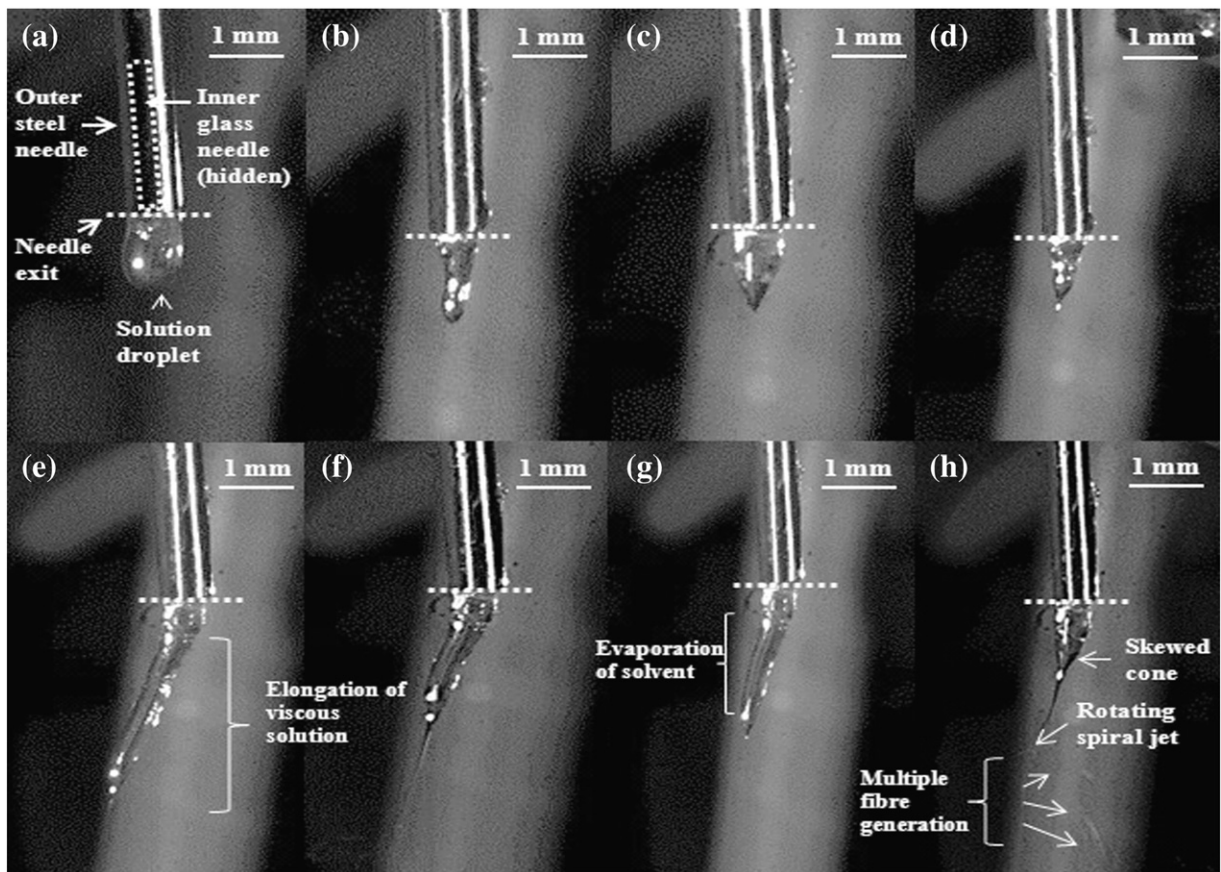 (a)
1 mm
Outer
steel
needle
Inner
glass
needle
(hidden)
Needle
exit
Solution
droplet
(b)
1 mm
(c)
1 mm
(d)
1 mm
(e)
1 mm
Elongation of
viscous
solution
(f)
1 mm
(g)
1 mm
Evaporation
of solvent
(h)
1 mm
Skewed
cone
Rotating
spiral jet
Multiple
fibre
generation